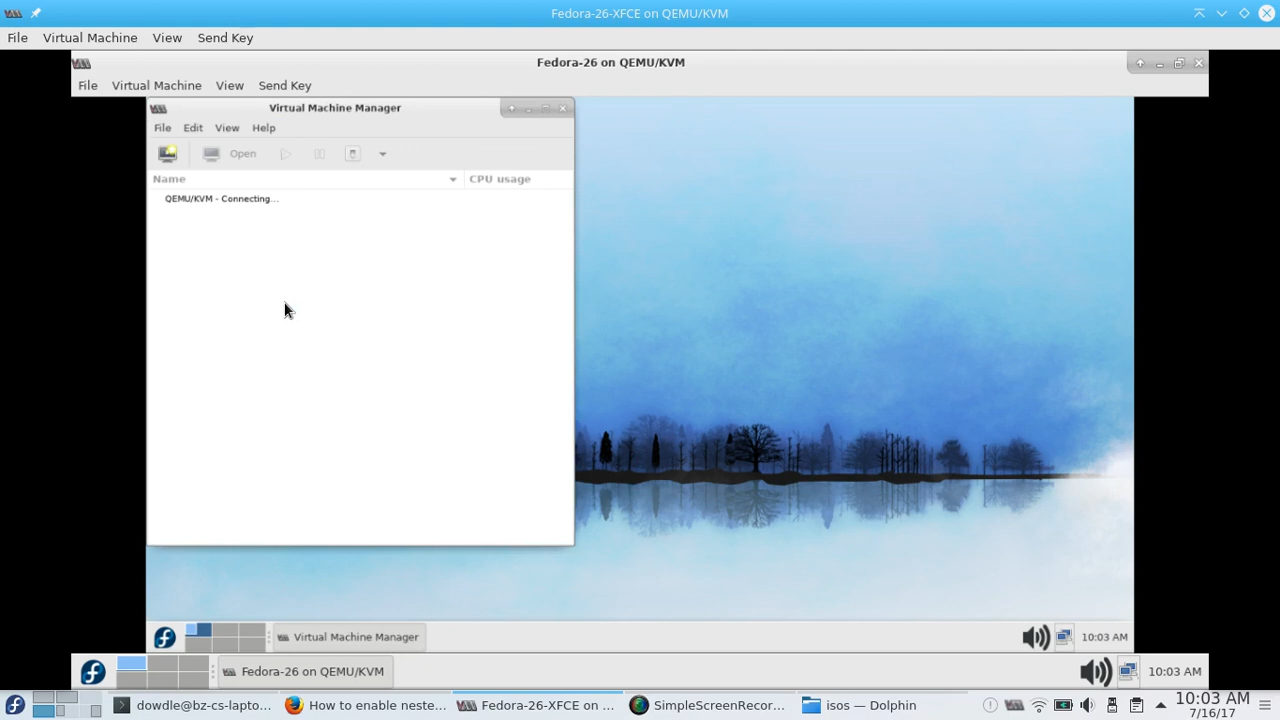 Fedora-26-XFCE on QEMU/KVM
File Virtual Machine View Send Key
Fedora-26 on QEMU/KVM
File Virtual Machine View Send Key
Virtual Machine Manager
File Edit View Help
Open
Name CPU usage
QEMU/KVM - Connecting...
Virtual Machine Manager 10:03 AM
Fedora-26 on QEMU/KVM 10:03 AM
dowdle@bz-cs-lapto... How to enable neste... Fedora-26-XFCE on ... SimpleScreenRecor... isos — Dolphin 10:03 AM
7/16/17